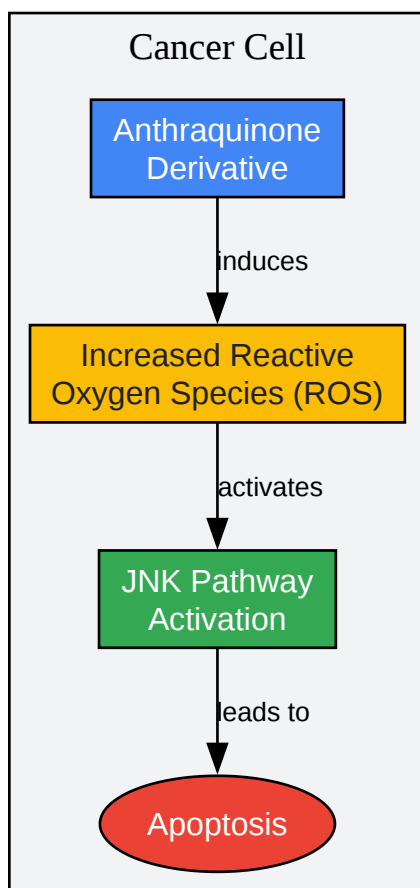 Cancer Cell
Anthraquinone
Derivative
induces
Increased Reactive
Oxygen Species (ROS)
activates
JNK Pathway
Activation
leads to
Apoptosis